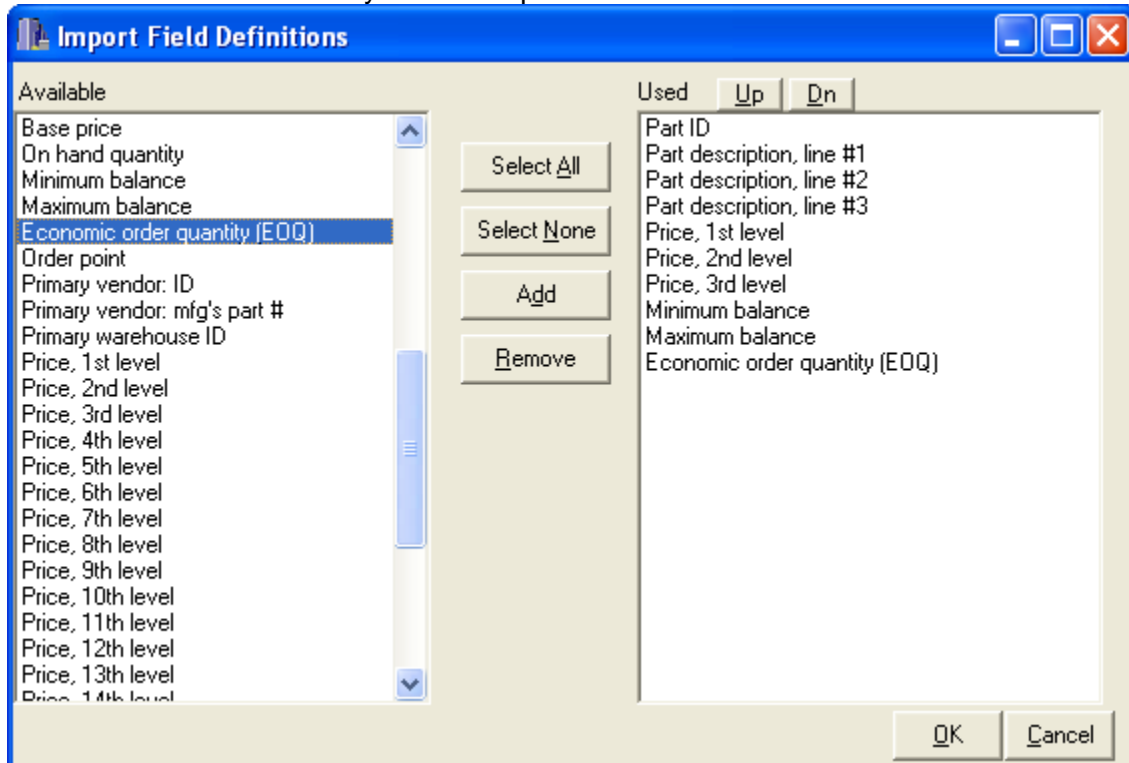 Import Field Definitions
Available
Base price
On hand quantity
Minimum balance
Maximum balance
Economic order quantity (EOQ)
Order point
Primary vendor: ID
Primary vendor: mfg's part #
Primary warehouse ID
Price, 1st level
Price, 2nd level
Price, 3rd level
Price, 4th level
Price, 5th level
Price, 6th level
Price, 7th level
Price, 8th level
Price, 9th level
Price, 10th level
Price, 11th level
Price, 12th level
Price, 13th level
Price, 14th level
Select All
Select None
Add
Remove
Used
Up
Dn
Part ID
Part description, line #1
Part description, line #2
Part description, line #3
Price, 1st level
Price, 2nd level
Price, 3rd level
Minimum balance
Maximum balance
Economic order quantity (EOQ)
OK
Cancel